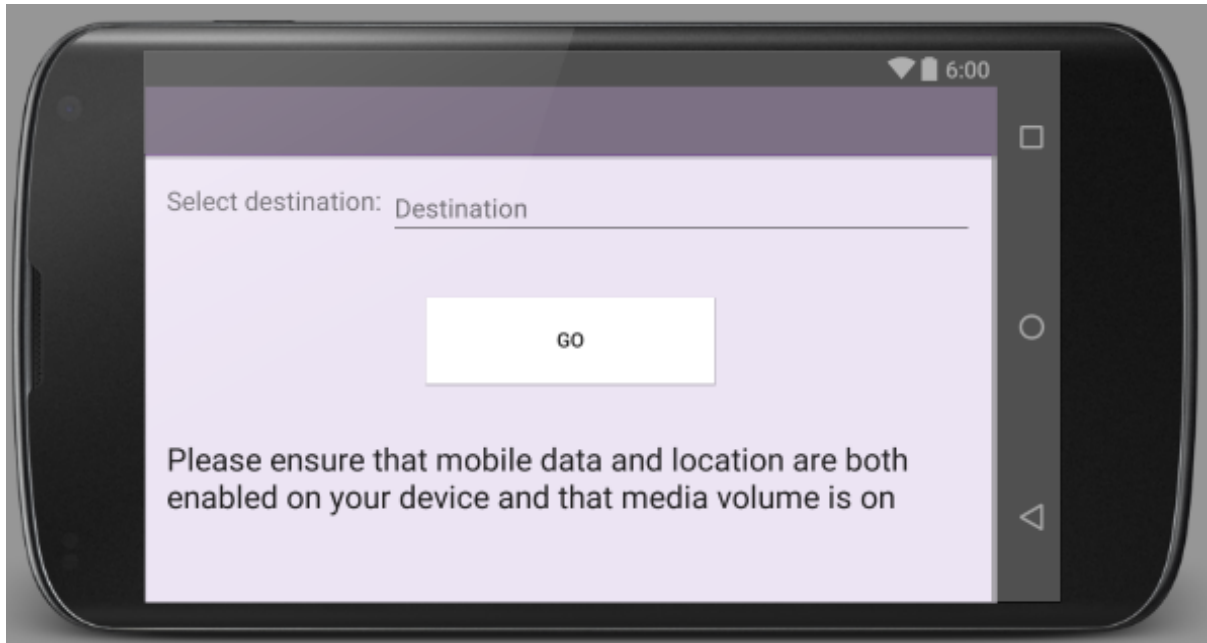 6:00
Select destination: Destination
GO
Please ensure that mobile data and location are both
enabled on your device and that media volume is on